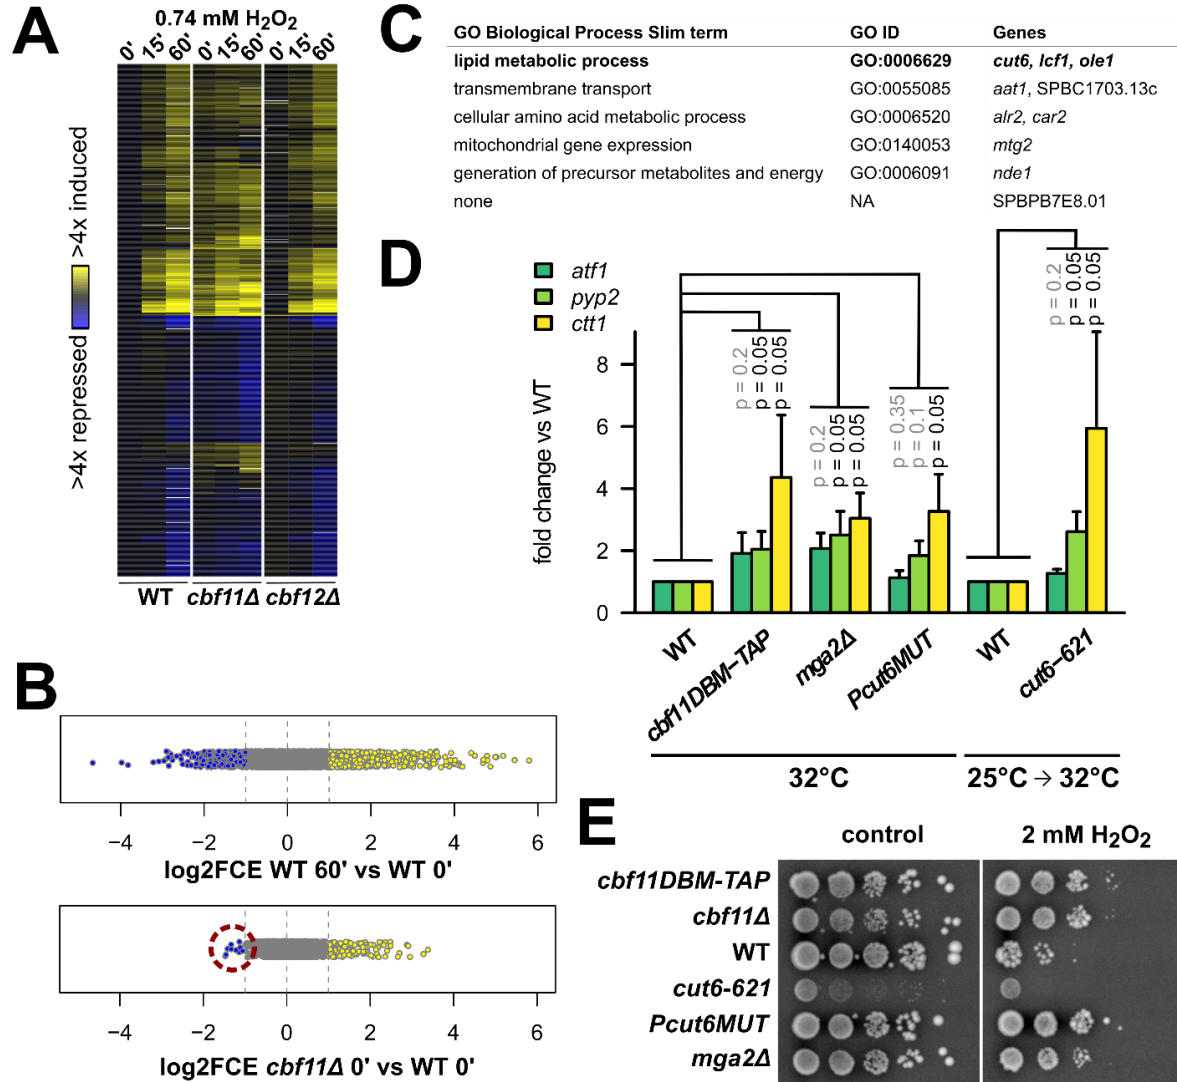 A
0.74 mM H₂O₂
0' 15' 60' 0' 15' 60' 0' 15' 60'
>4x repressed >4x induced
WT cbf11Δ cbf12Δ
B
−4 −2 0 2 4 6
log2FCE WT 60' vs WT 0'
−4 −2 0 2 4 6
log2FCE cbf11Δ 0' vs WT 0'
C
GO Biological Process Slim term GO ID Genes
lipid metabolic process GO:0006629 cut6, lcf1, ole1
transmembrane transport GO:0055085 aat1, SPBC1703.13c
cellular amino acid metabolic process GO:0006520 alr2, car2
mitochondrial gene expression GO:0140053 mtg2
generation of precursor metabolites and energy GO:0006091 nde1
none NA SPBPB7E8.01
D
atf1
pyp2
ctt1
fold change vs WT
8
6
4
2
0
p = 0.2
p = 0.05
p = 0.05
p = 0.2
p = 0.05
p = 0.05
p = 0.35
p = 0.1
p = 0.05
p = 0.2
p = 0.05
p = 0.05
WT
cbf11DBM−TAP
mga2Δ
Pcut6MUT
WT
cut6−621
32°C
25°C → 32°C
E
control 2 mM H₂O₂
cbf11DBM-TAP
cbf11Δ
WT
cut6-621
Pcut6MUT
mga2Δ